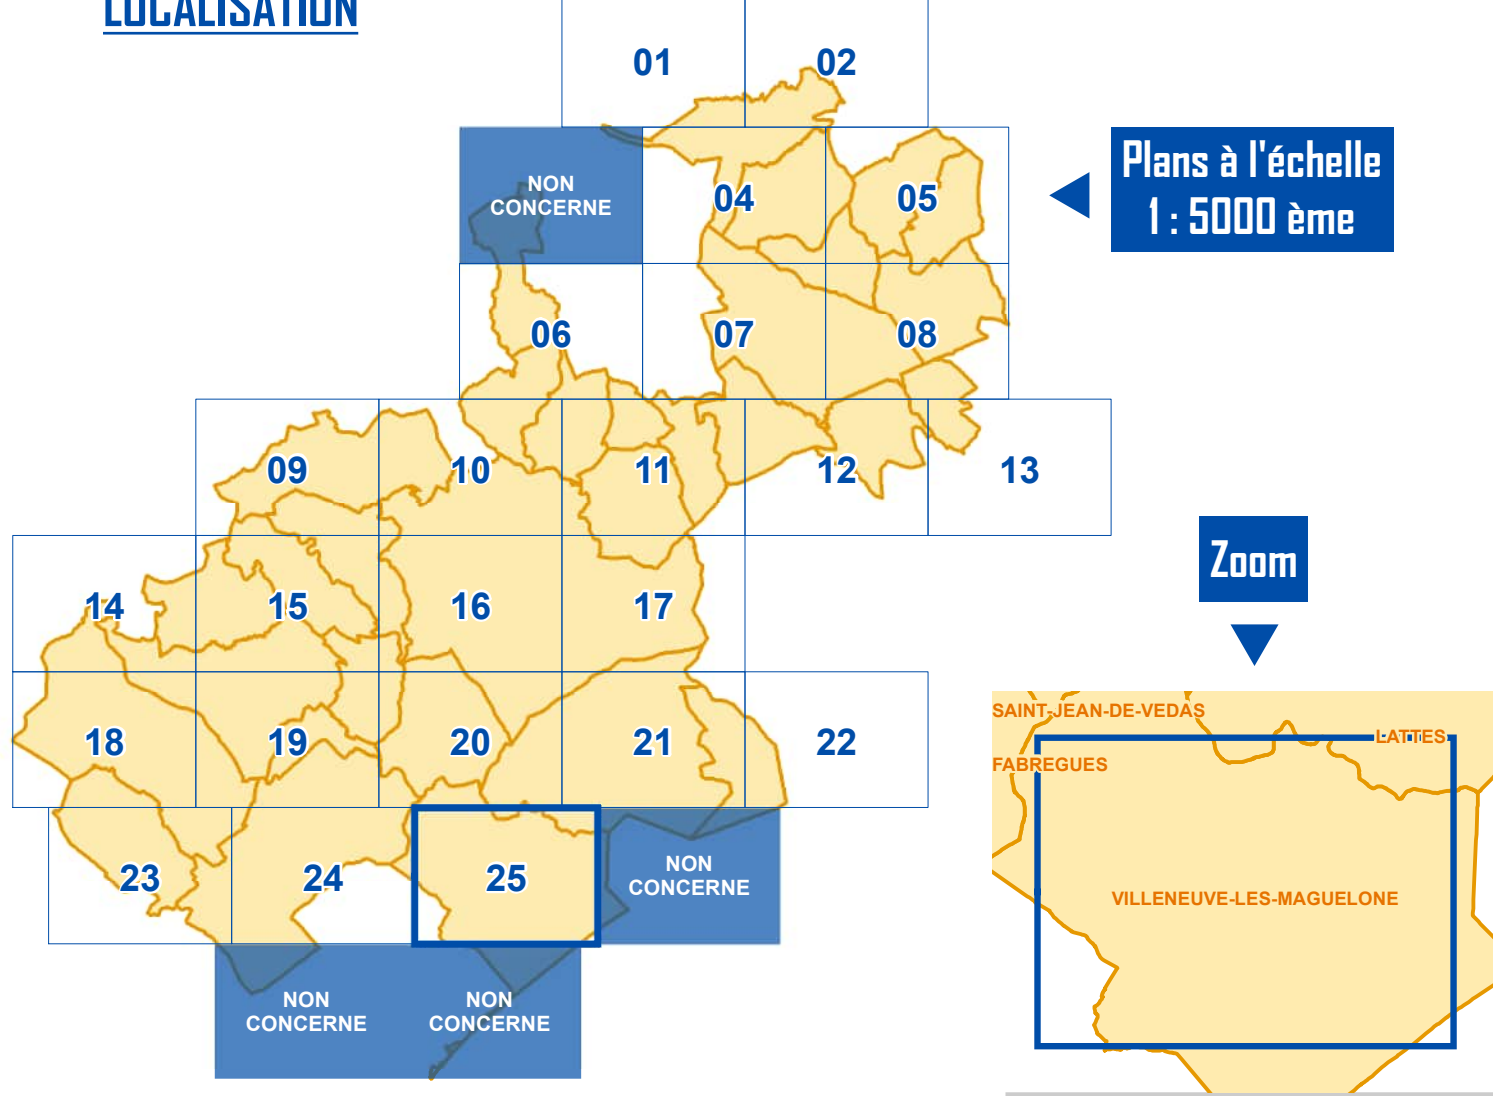 LOCALISATION
01
02
NON
CONCERNE
04
05
Plans à l'échelle
1 : 5000 ème
06
07
08
09
10
11
12
13
Zoom
14
15
16
17
18
19
20
21
22
SAINT-JEAN-DE-VEDAS
LATTES
FABREGUES
VILLENEUVE-LES-MAGUELONE
23
24
25
NON
CONCERNE
NON
CONCERNE
NON
CONCERNE